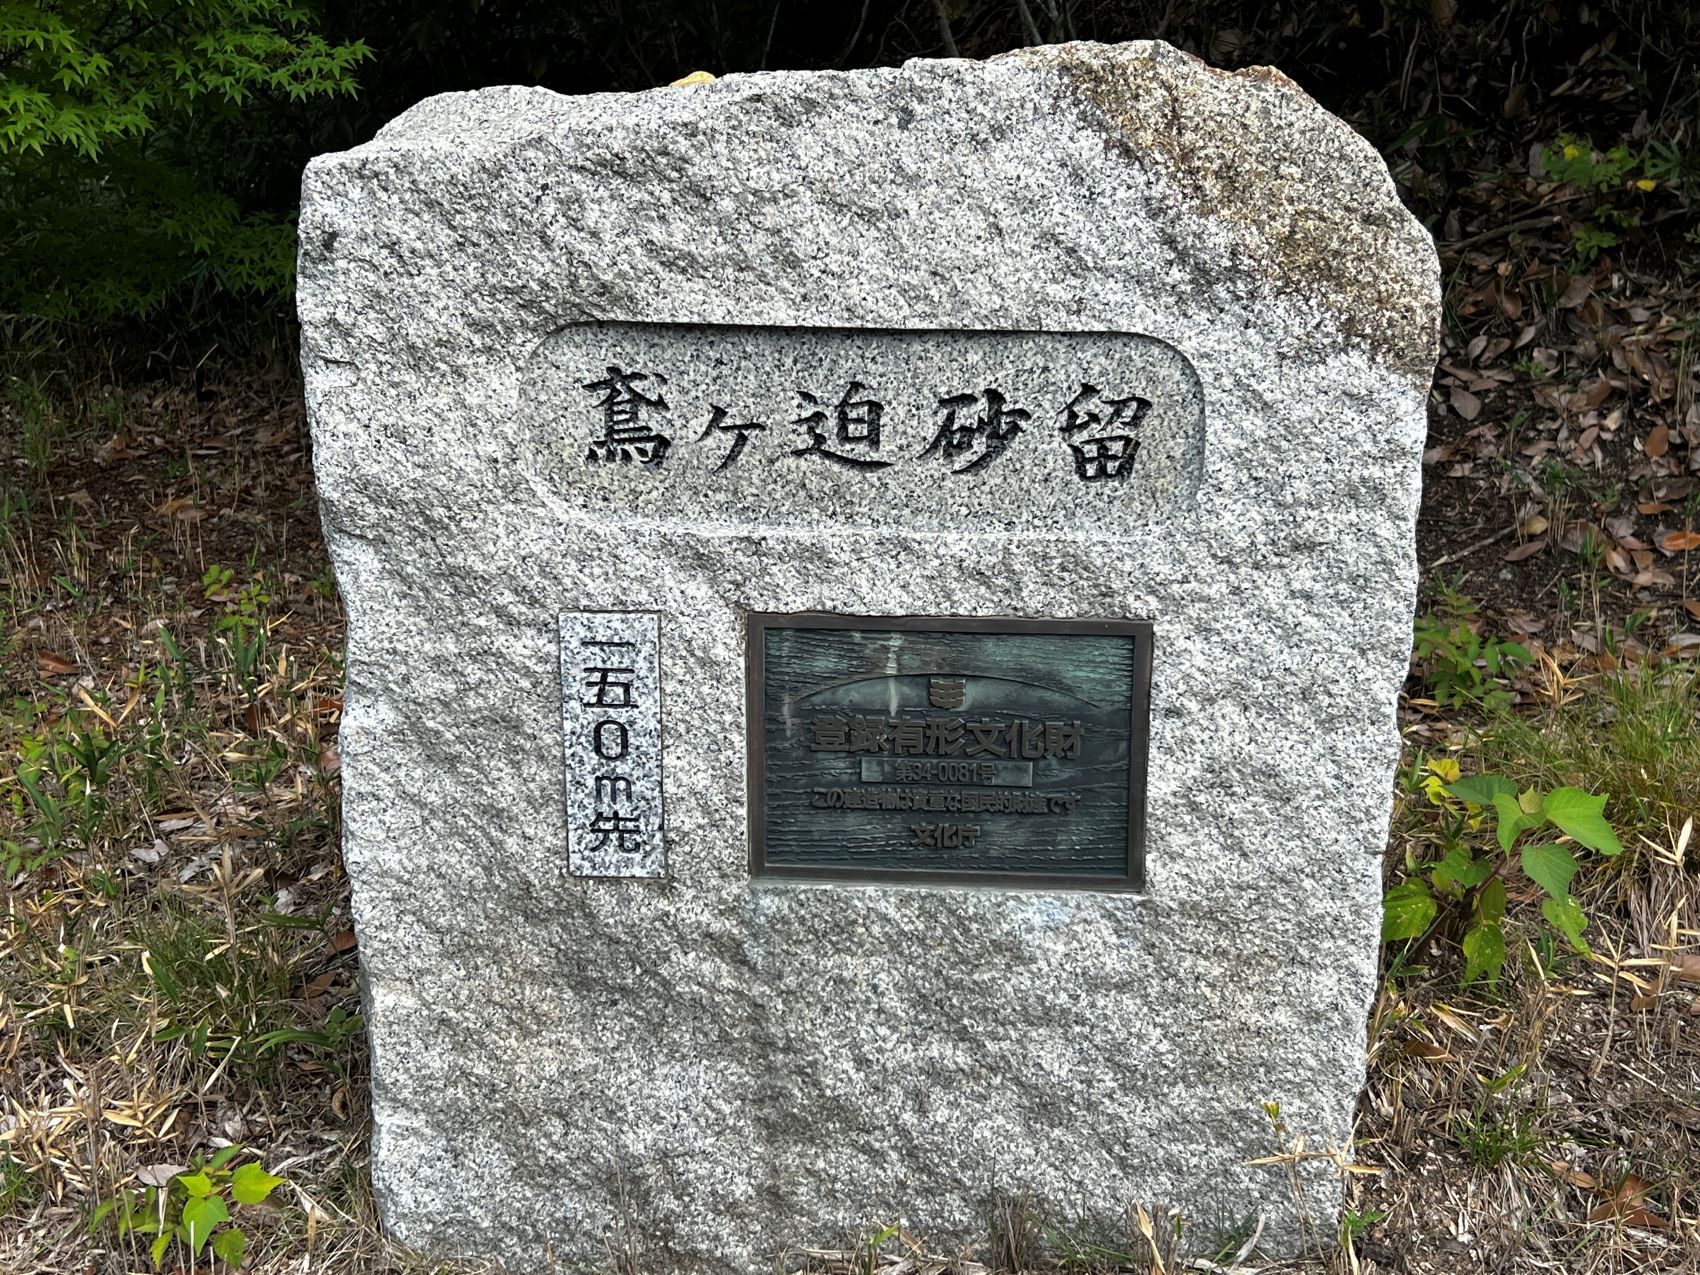 鳶ヶ迫砂留
一五0m先
登録有形文化財
第34-0081号
この建造物は貴重な国民的財産です
文化庁